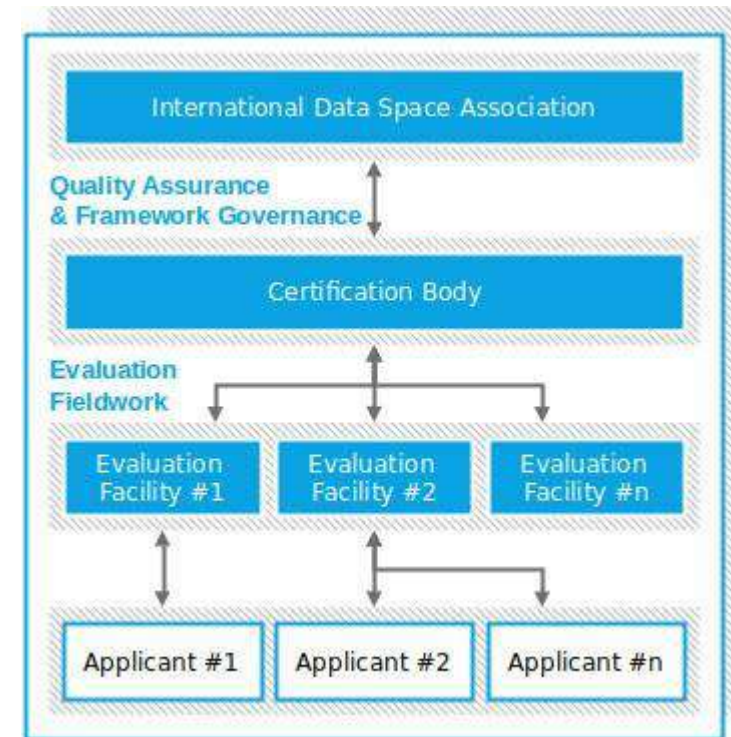 International Data Space Association
Quality Assurance
& Framework Governance
Certification Body
Evaluation
Fieldwork
Evaluation
Facility #1
Evaluation
Facility #2
Evaluation
Facility #n
Applicant #1
Applicant #2
Applicant #n